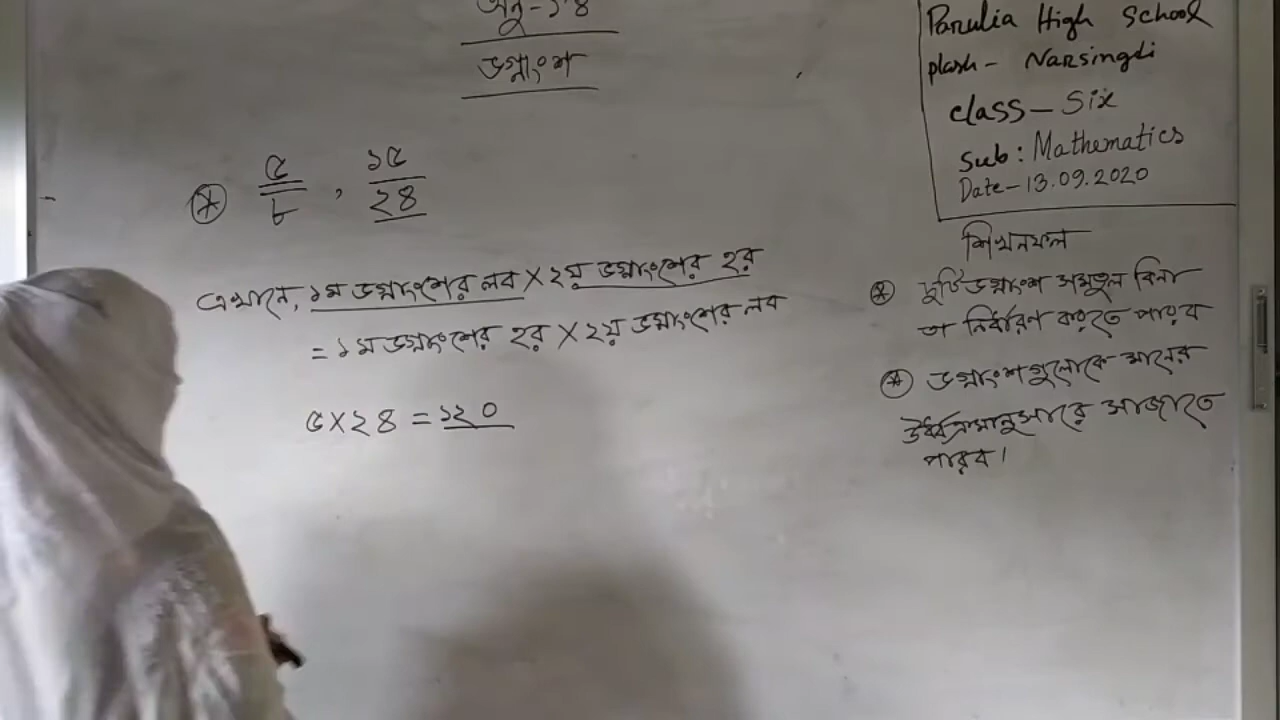 অনু-১.৪
ভগ্নাংশ
৫/৮ , ১৫/২৪
এখানে, ১ম ভগ্নাংশের লব × ২য় ভগ্নাংশের হর
= ১ম ভগ্নাংশের হর × ২য় ভগ্নাংশের লব
৫×২৪ = ১২০
Parulia High School
plash- Narsingdi
class- Six
Sub: Mathematics
Date-13.09.2020
শিখনফল
দুটি ভগ্নাংশ সমতুল কিনা
তা নির্ধারণ করতে পারব
ভগ্নাংশগুলোকে মানের
ঊর্ধ্বক্রমানুসারে সাজাতে
পারব।